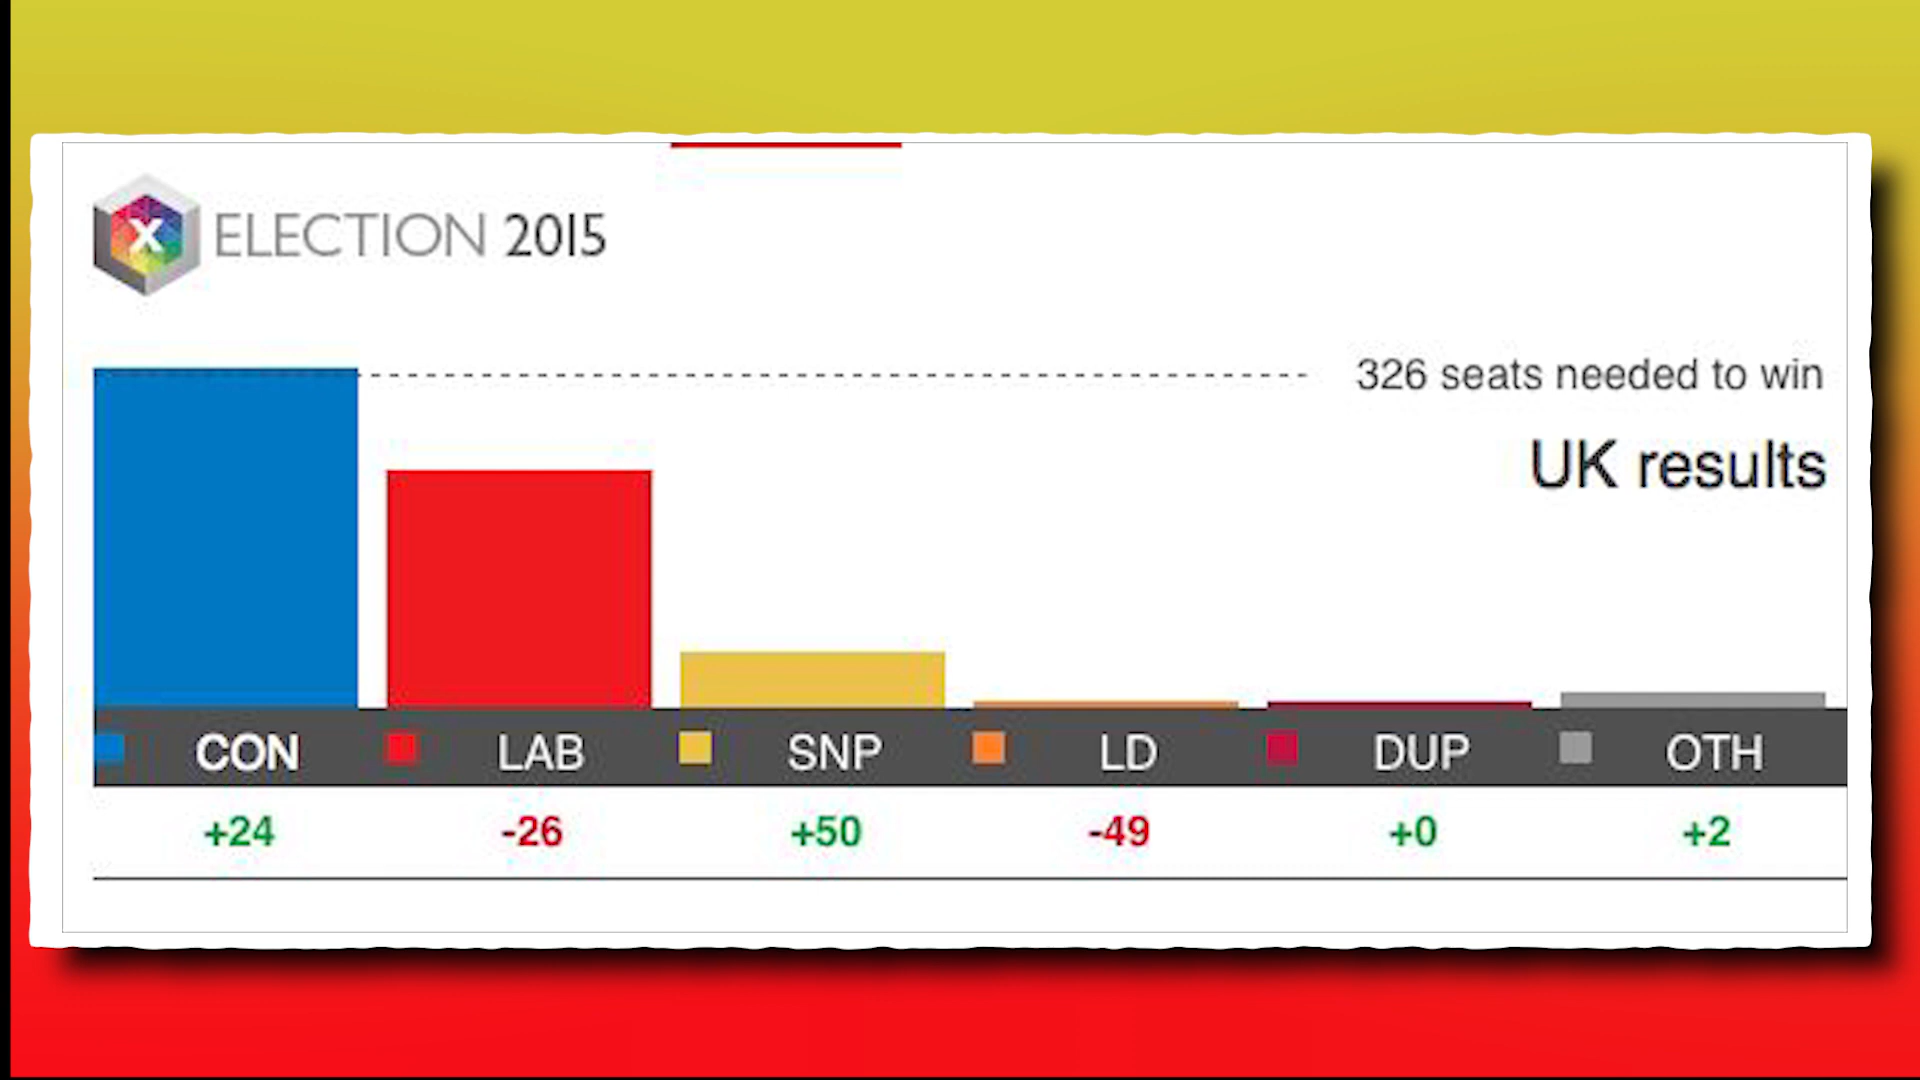 X ELECTION 2015
326 seats needed to win
UK results
CON LAB SNP LD DUP OTH
+24 -26 +50 -49 +0 +2